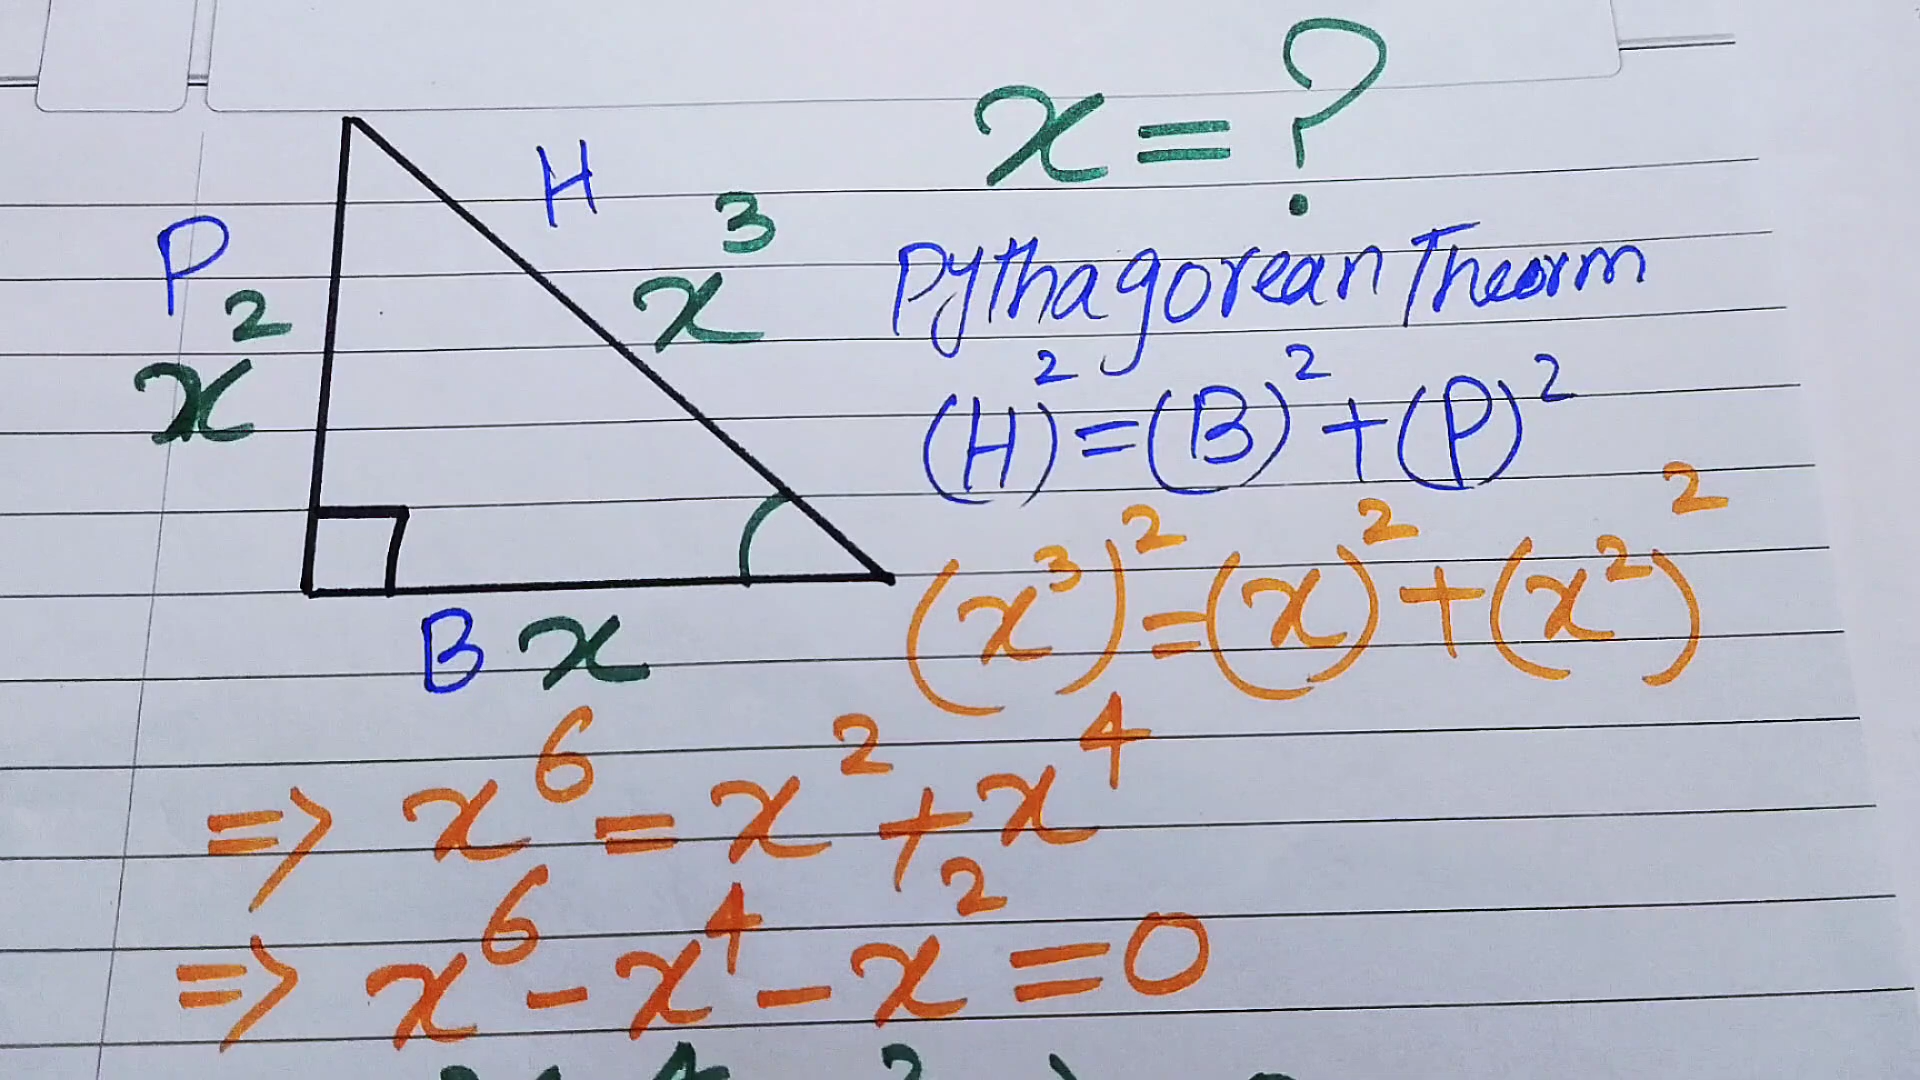 x = ?
H
P
x³
x²
Pythagorean Theorm
(H)² = (B)² + (P)²
(x³)² = (x)² + (x²)²
B x
=> x⁶ = x² + x⁴
=> x⁶ - x⁴ - x² = 0